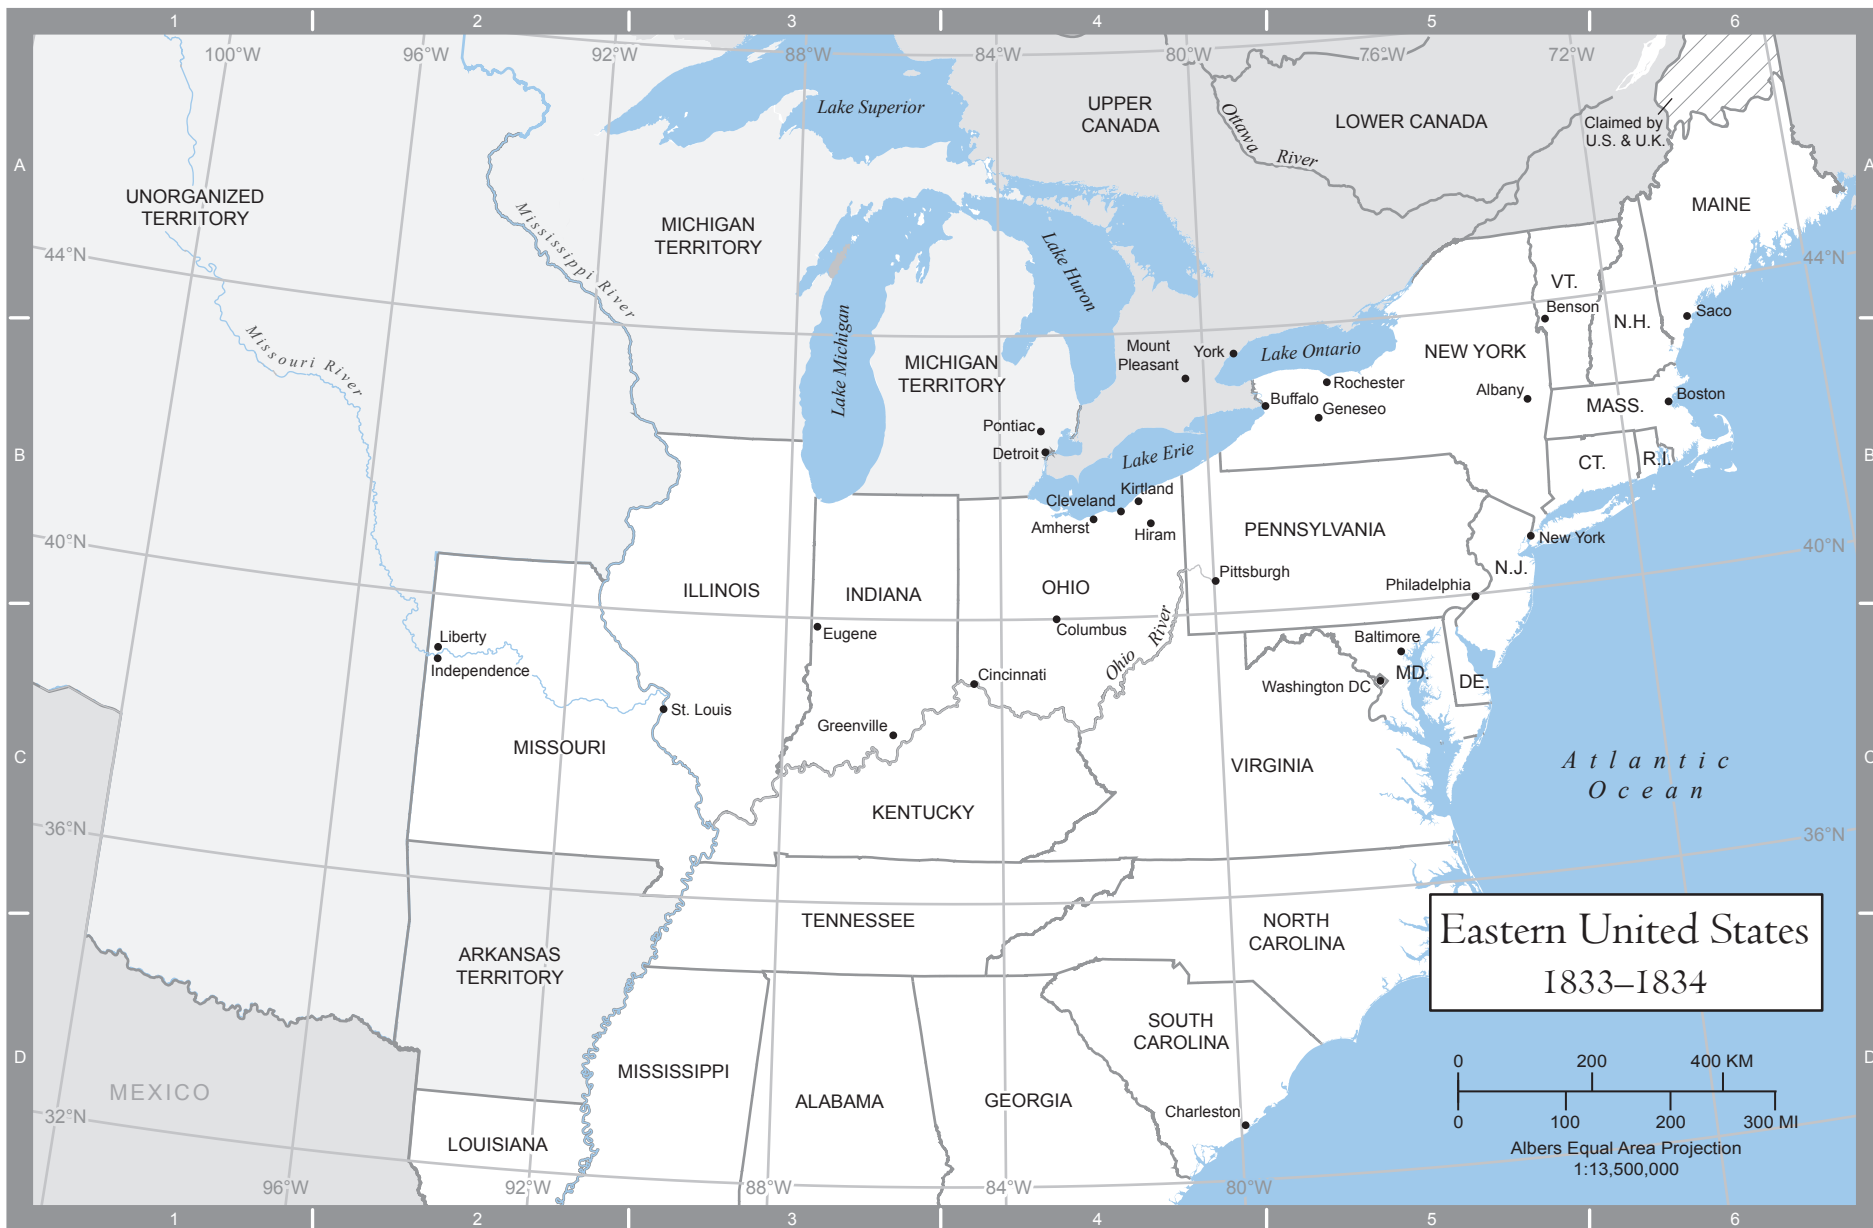 1 2 3 4 5 6
100°W 96°W 92°W 88°W 84°W 80°W 76°W 72°W
Lake Superior
UPPER
CANADA
LOWER CANADA
Ottawa
River
Claimed by
U.S. & U.K.
A
A
UNORGANIZED
TERRITORY
MICHIGAN
TERRITORY
Mississippi River
Lake Huron
MAINE
44°N
44°N
VT.
Benson
N.H.
Saco
Missouri River
Lake Michigan
MICHIGAN
TERRITORY
Mount
Pleasant
York
Lake Ontario
NEW YORK
Rochester
Buffalo
Geneseo
Albany
MASS.
Boston
Pontiac
Detroit
Lake Erie
CT.
R.I.
B
B
Cleveland
Kirtland
Amherst
Hiram
PENNSYLVANIA
New York
40°N
40°N
ILLINOIS
INDIANA
OHIO
Pittsburgh
N.J.
Philadelphia
Liberty
Independence
Eugene
Columbus
Ohio
River
Baltimore
MD.
Washington DC
DE.
Cincinnati
St. Louis
Greenville
MISSOURI
C
C
VIRGINIA
Atlantic
Ocean
KENTUCKY
36°N
36°N
TENNESSEE
NORTH
CAROLINA
Eastern United States
1833–1834
ARKANSAS
TERRITORY
SOUTH
CAROLINA
D
D
MISSISSIPPI
ALABAMA
GEORGIA
MEXICO
Charleston
32°N
LOUISIANA
0 200 400 KM
0 100 200 300 MI
Albers Equal Area Projection
1:13,500,000
96°W 92°W 88°W 84°W 80°W
1 2 3 4 5 6